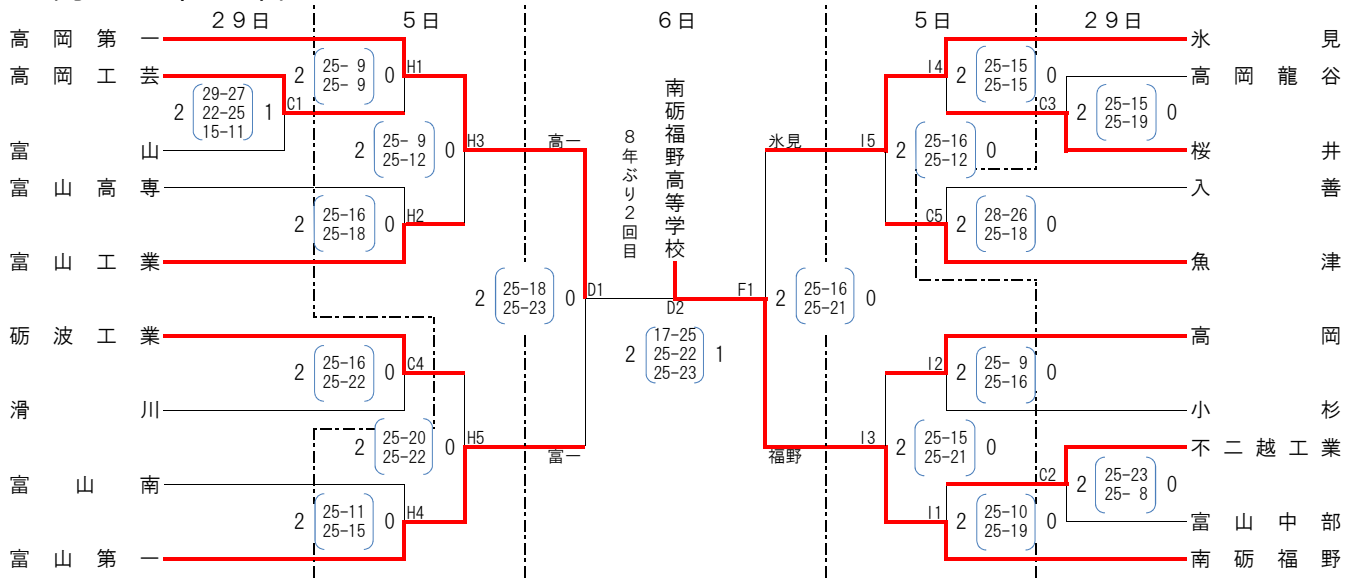 29日
5日
6日
5日
29日
高岡第一
高岡工芸
富山
富山高専
富山工業
砺波工業
滑川
富山南
富山第一
2
29-27
22-25
15-11
1
C1
2
25- 9
25- 9
0
H1
2
25- 9
25-12
0
H3
2
25-16
25-18
0
H2
2
25-16
25-22
0
C4
2
25-20
25-22
0
H5
2
25-11
25-15
0
H4
高一
富一
2
25-18
25-23
0
D1
南砺福野高等学校
8年ぶり2回目
D2
2
17-25
25-22
25-23
1
氷見
福野
F1
2
25-16
25-21
0
I4
2
25-15
25-15
0
C3
2
25-15
25-19
0
I5
2
25-16
25-12
0
C5
2
28-26
25-18
0
I2
2
25- 9
25-16
0
I3
2
25-15
25-21
0
C2
2
25-23
25- 8
0
I1
2
25-10
25-19
0
氷見
高岡龍谷
桜井
入善
魚津
高岡
小杉
不二越工業
富山中部
南砺福野